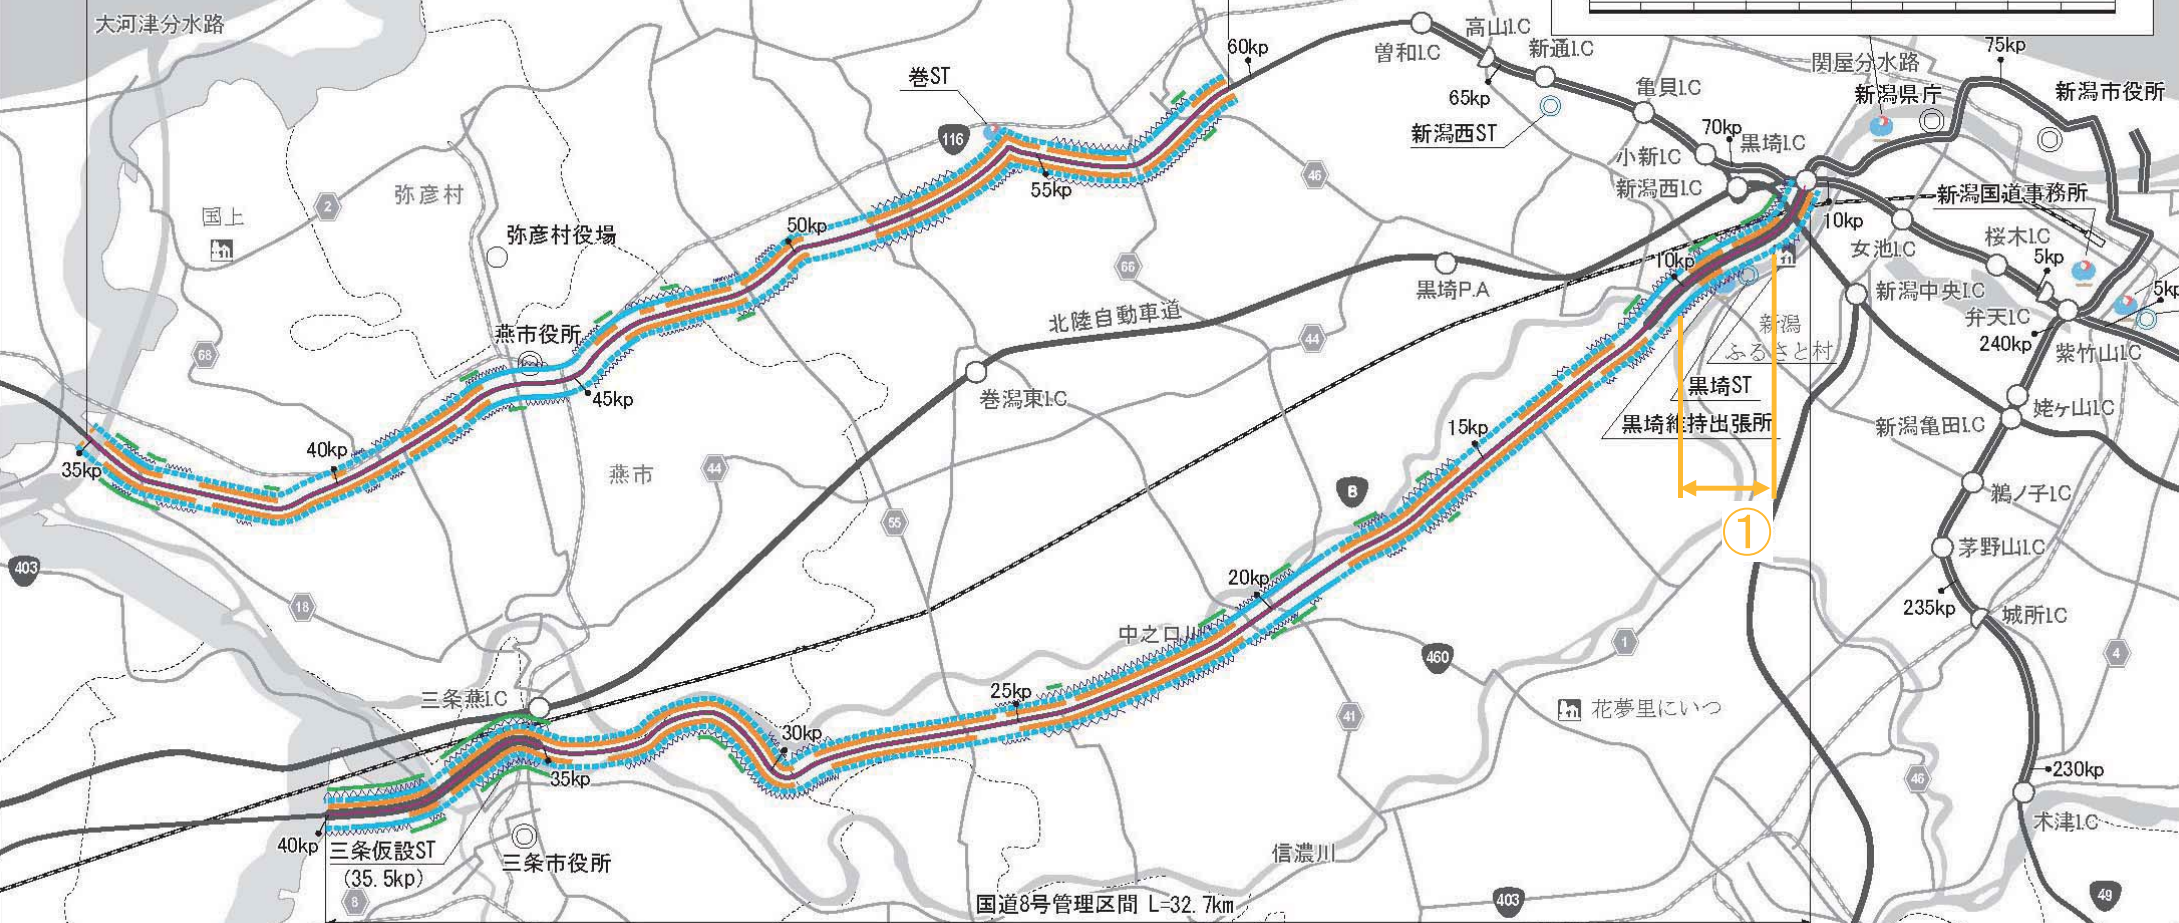 大河津分水路
60kp
曽和I.C
高山I.C
新通I.C
65kp
新潟西ST
亀貝I.C
関屋分水路
75kp
新潟県庁
新潟市役所
巻ST
116
70kp
黒埼I.C
小新I.C
新潟西I.C
10kp
新潟国道事務所
女池I.C
桜木I.C
5kp
5kp
新潟中央I.C
弁天I.C
240kp
紫竹山I.C
国上
2
弥彦村
弥彦村役場
50kp
55kp
46
66
黒埼P.A
北陸自動車道
44
10kp
新潟
ふるさと村
黒埼ST
黒埼維持出張所
①
68
燕市役所
45kp
巻潟東I.C
姥ヶ山I.C
新潟亀田I.C
35kp
40kp
燕市
44
15kp
8
55
鵜ノ子I.C
茅野山I.C
403
18
20kp
235kp
城所I.C
中之口川
460
1
4
三条燕I.C
25kp
41
花夢里にいつ
30kp
35kp
46
230kp
40kp
三条仮設ST
(35.5kp)
三条市役所
信濃川
木津I.C
8
国道8号管理区間 L=32.7km
403
49